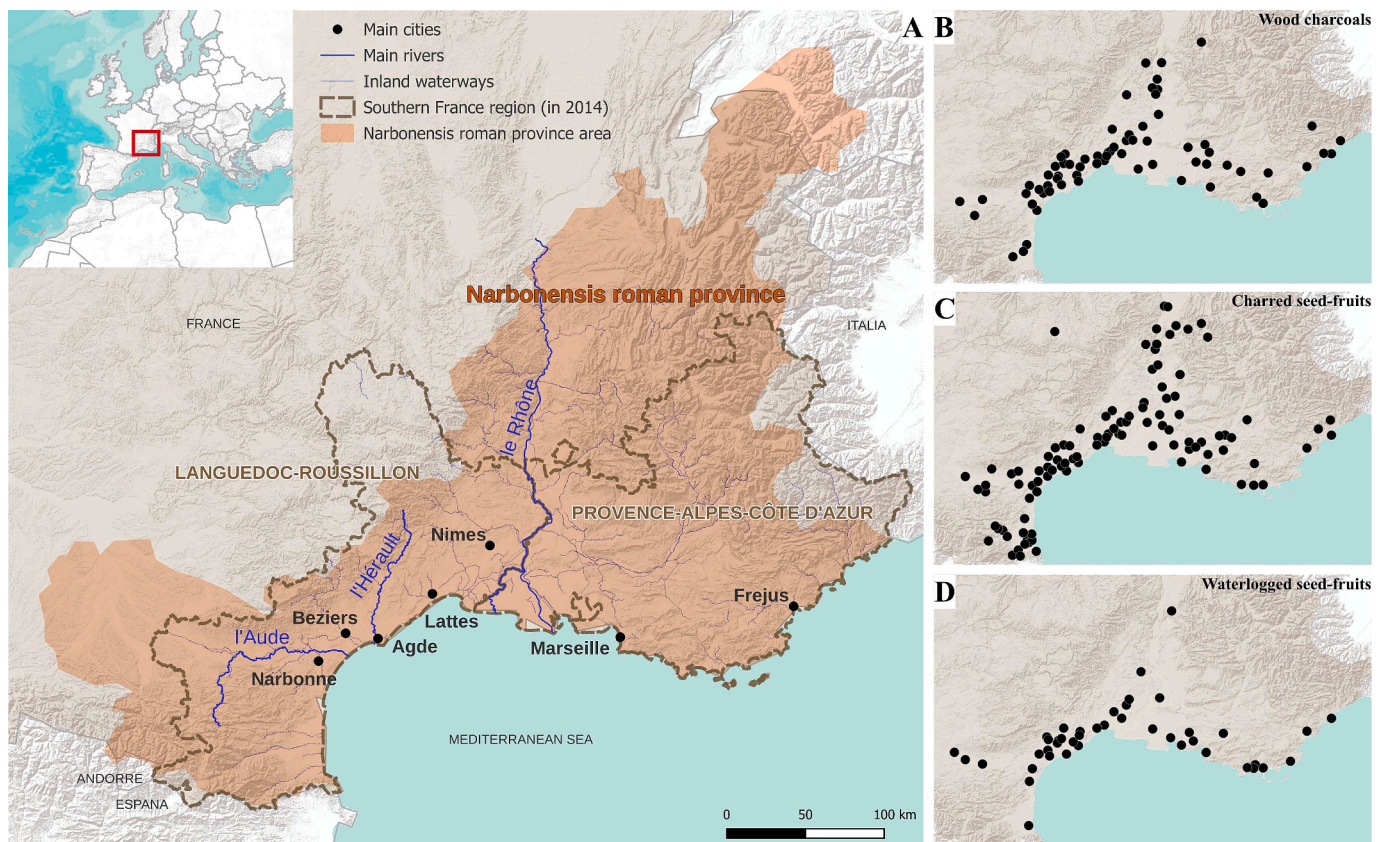 A
Main cities
Main rivers
Inland waterways
Southern France region (in 2014)
Narbonensis roman province area
Narbonensis roman province
FRANCE
ITALIA
le Rhône
LANGUEDOC-ROUSSILLON
PROVENCE-ALPES-CÔTE D'AZUR
Nimes
l'Hérault
Frejus
Beziers
Lattes
l'Aude
Agde
Marseille
Narbonne
MEDITERRANEAN SEA
ANDORRE
ESPANA
0 50 100 km
B
Wood charcoals
C
Charred seed-fruits
D
Waterlogged seed-fruits